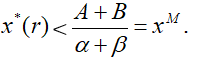 x*(r) < (A + B)/(α + β) = x^M.